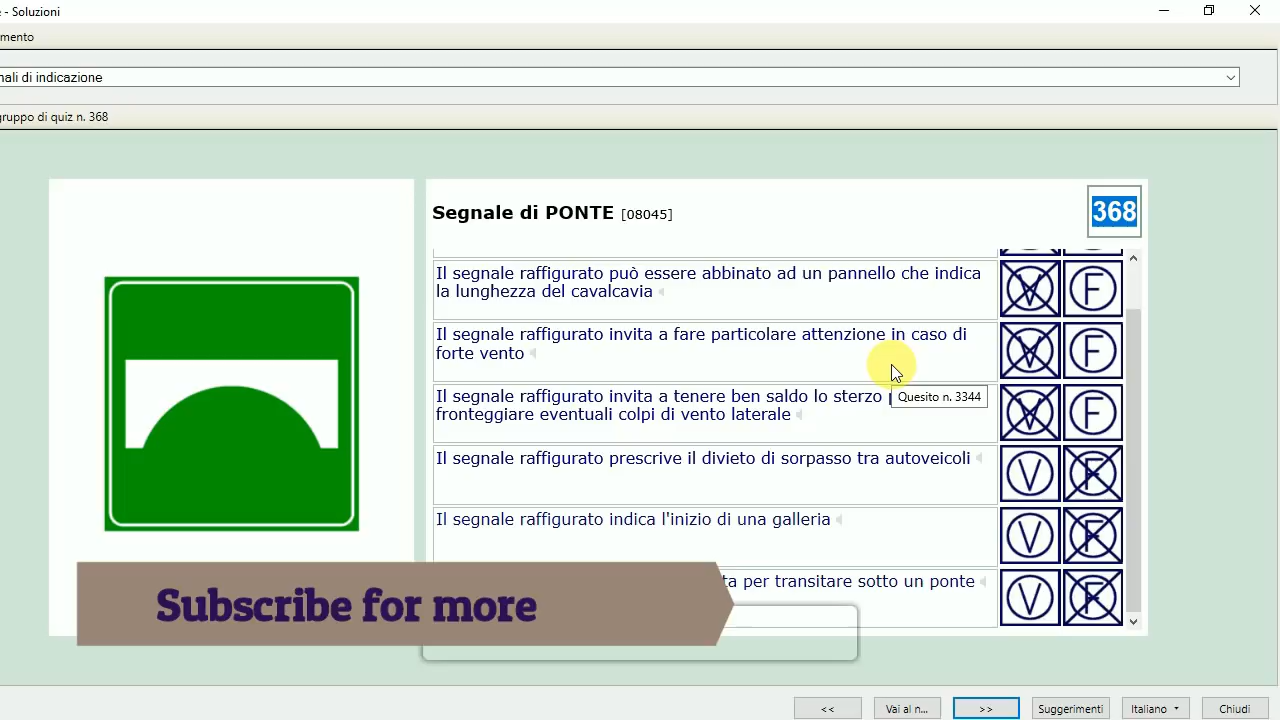 - Soluzioni
mento
nali di indicazione
gruppo di quiz n. 368
Segnale di PONTE [08045]
368
Il segnale raffigurato può essere abbinato ad un pannello che indica
la lunghezza del cavalcavia
V F
Il segnale raffigurato invita a fare particolare attenzione in caso di
forte vento
V F
Il segnale raffigurato invita a tenere ben saldo lo sterzo
Quesito n. 3344
fronteggiare eventuali colpi di vento laterale
V F
Il segnale raffigurato prescrive il divieto di sorpasso tra autoveicoli
V F
Il segnale raffigurato indica l'inizio di una galleria
V F
ta per transitare sotto un ponte
V F
Subscribe for more
<<
Vai al n...
>>
Suggerimenti
Italiano
Chiudi